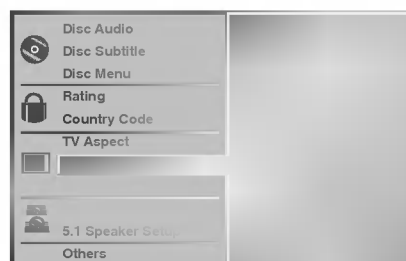 Disc Audio
Disc Subtitle
Disc Menu
Rating
Country Code
TV Aspect
5.1 Speaker Setup
Others